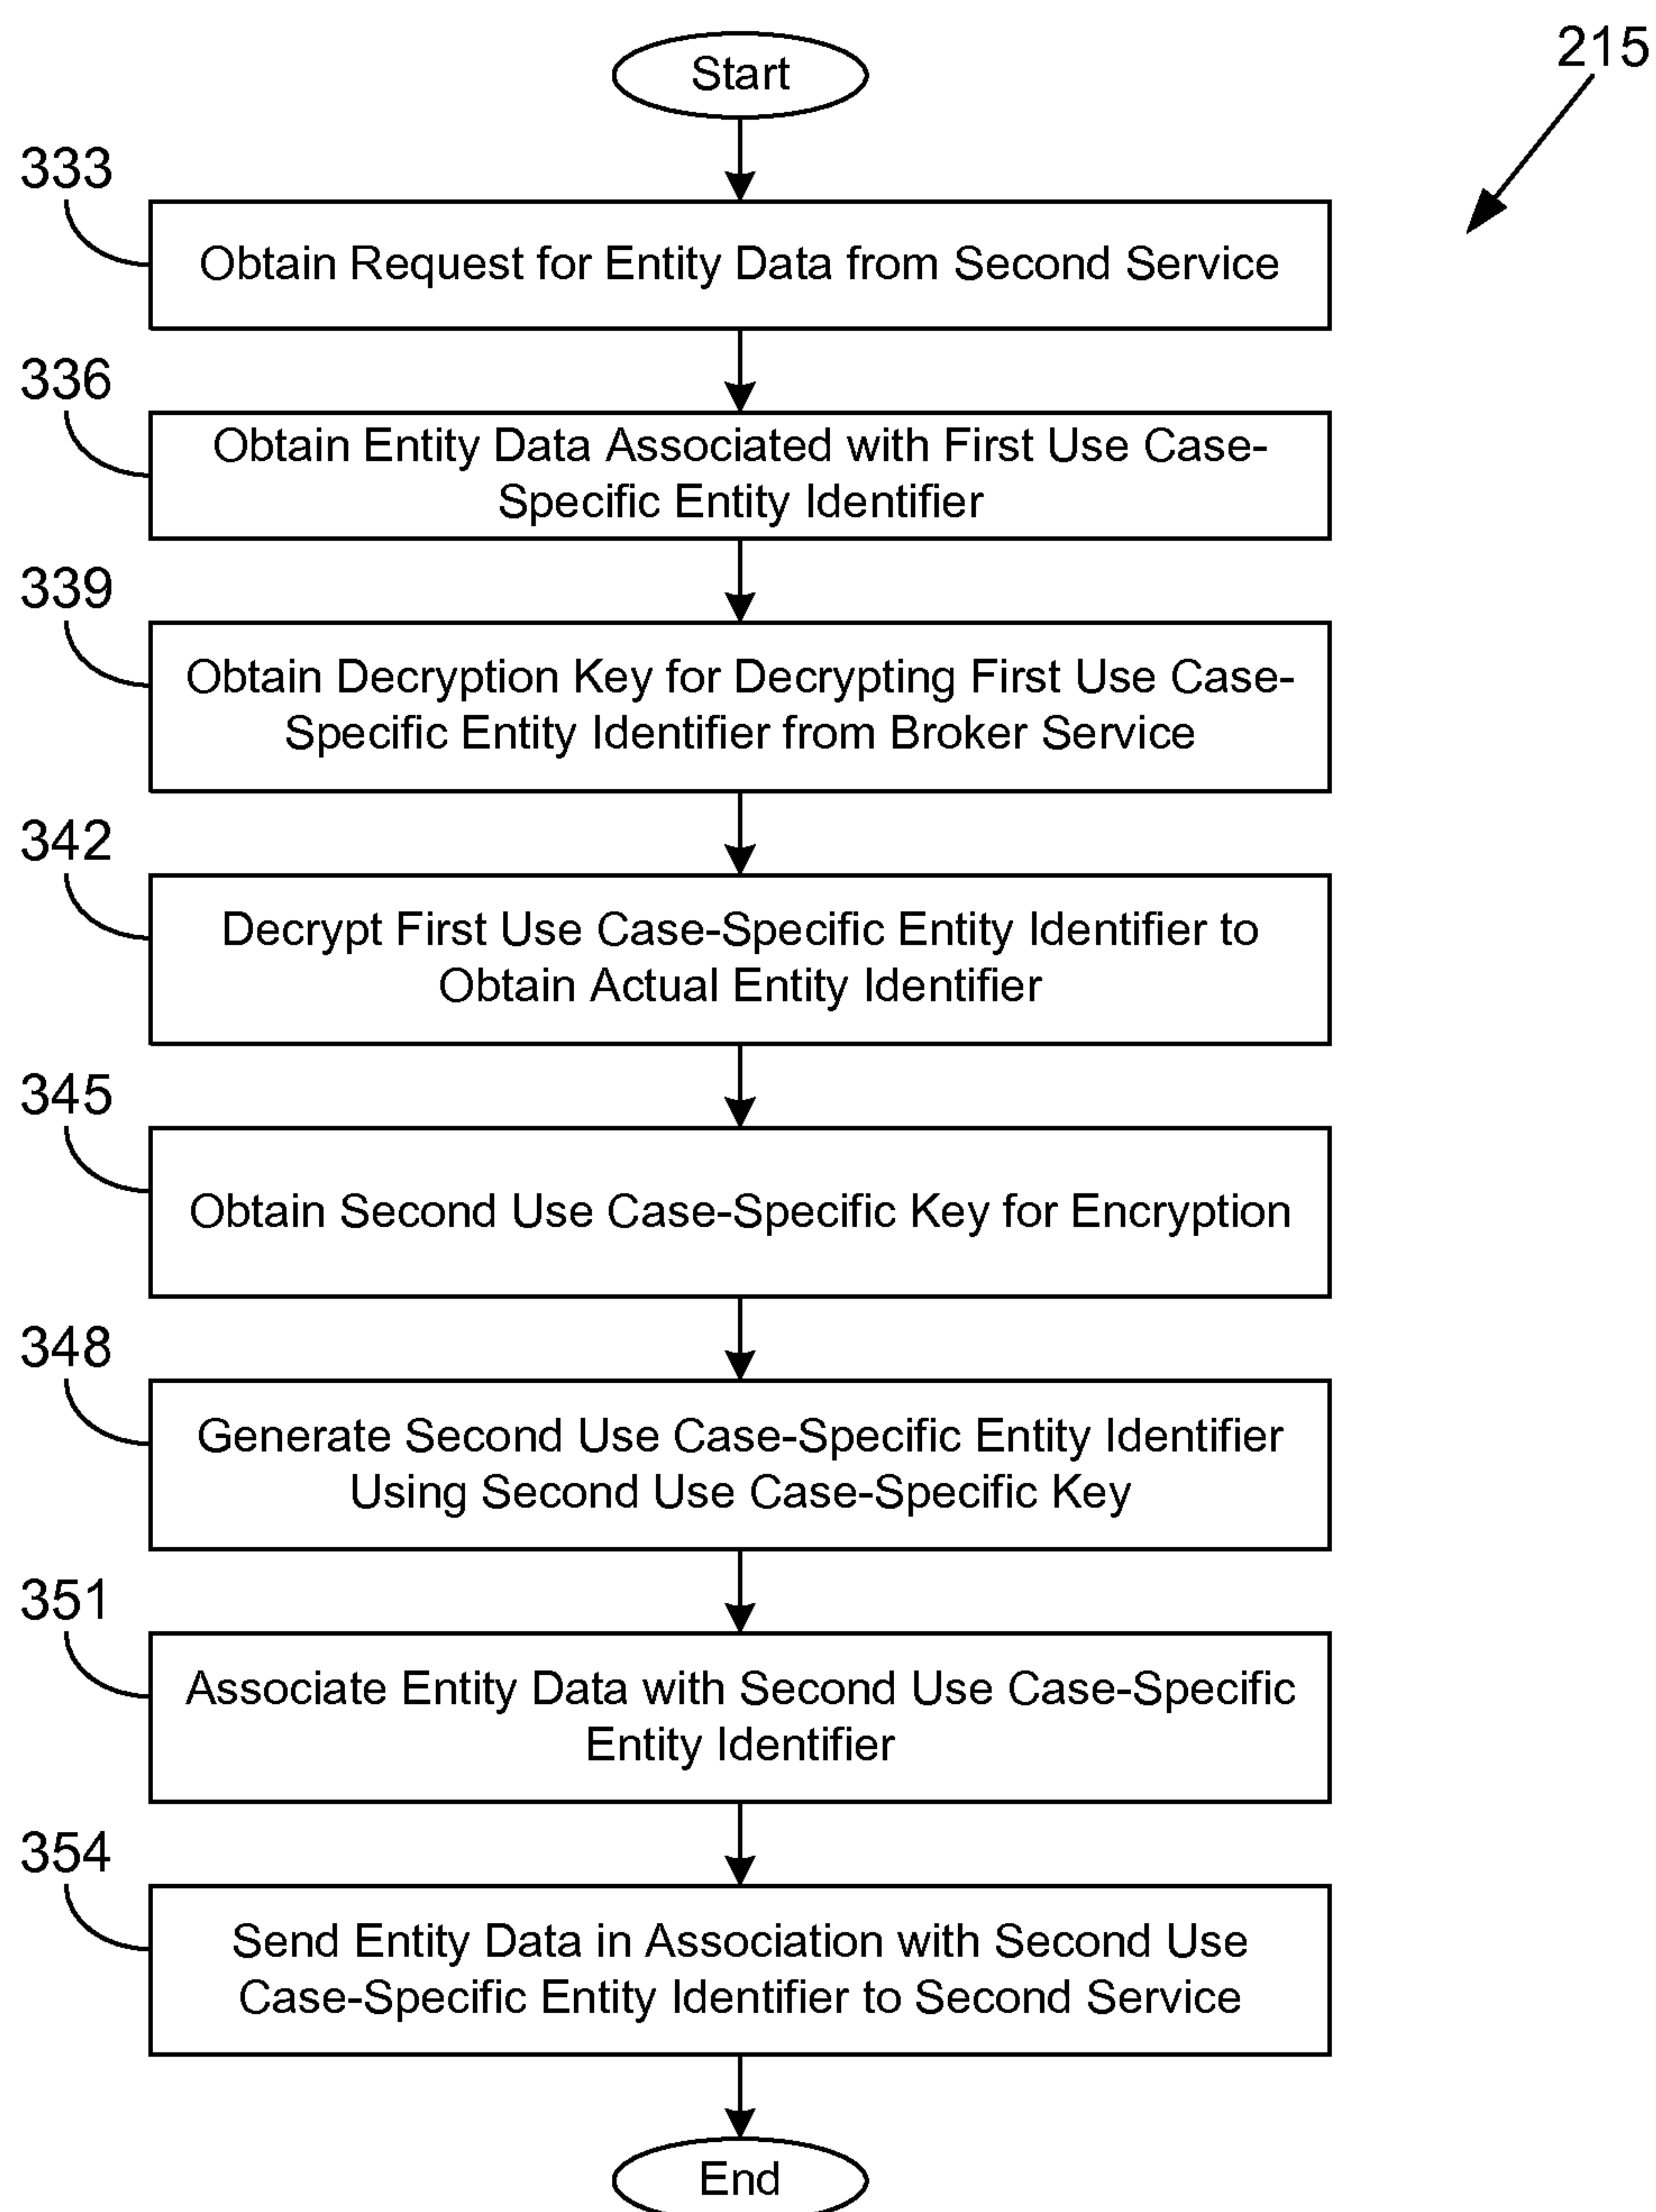 215
Start
333
Obtain Request for Entity Data from Second Service
336
Obtain Entity Data Associated with First Use Case-
Specific Entity Identifier
339
Obtain Decryption Key for Decrypting First Use Case-
Specific Entity Identifier from Broker Service
342
Decrypt First Use Case-Specific Entity Identifier to
Obtain Actual Entity Identifier
345
Obtain Second Use Case-Specific Key for Encryption
348
Generate Second Use Case-Specific Entity Identifier
Using Second Use Case-Specific Key
351
Associate Entity Data with Second Use Case-Specific
Entity Identifier
354
Send Entity Data in Association with Second Use
Case-Specific Entity Identifier to Second Service
End